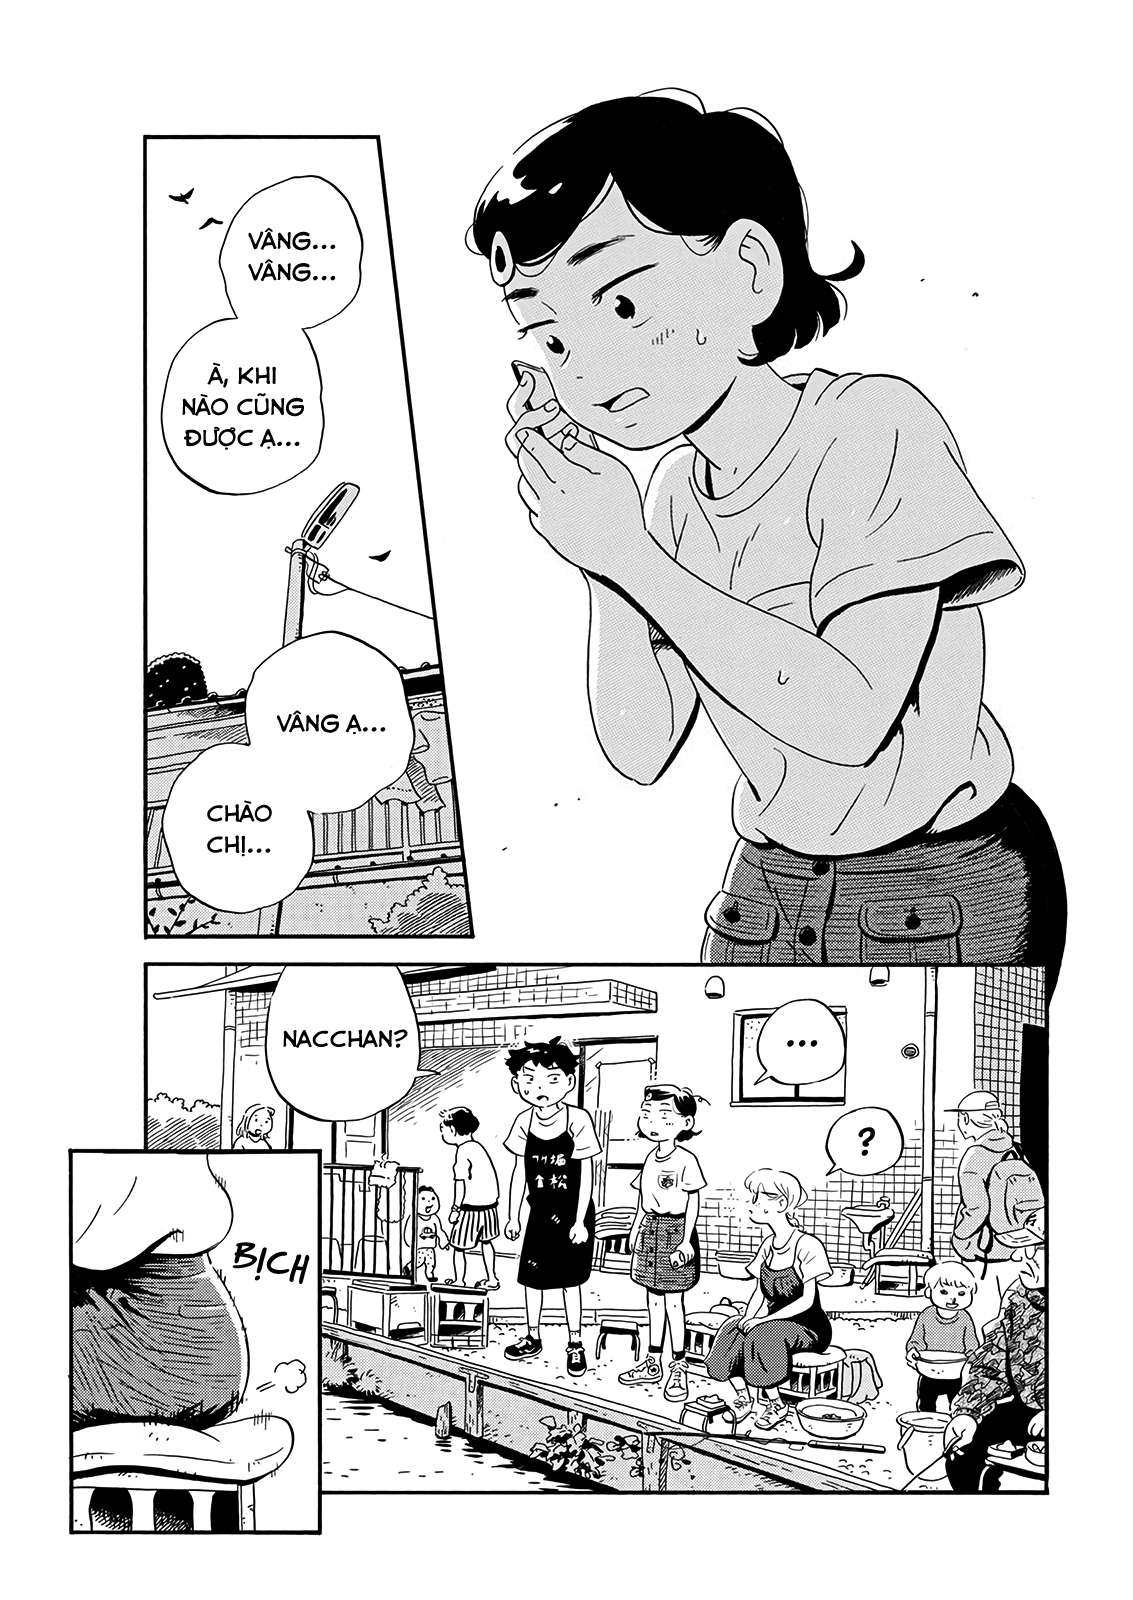 VÂNG...
VÂNG...
À, KHI
NÀO CŨNG
ĐƯỢC Ạ...
VÂNG Ạ...
CHÀO
CHỊ...
NACCHAN?
...
?
BỊCH